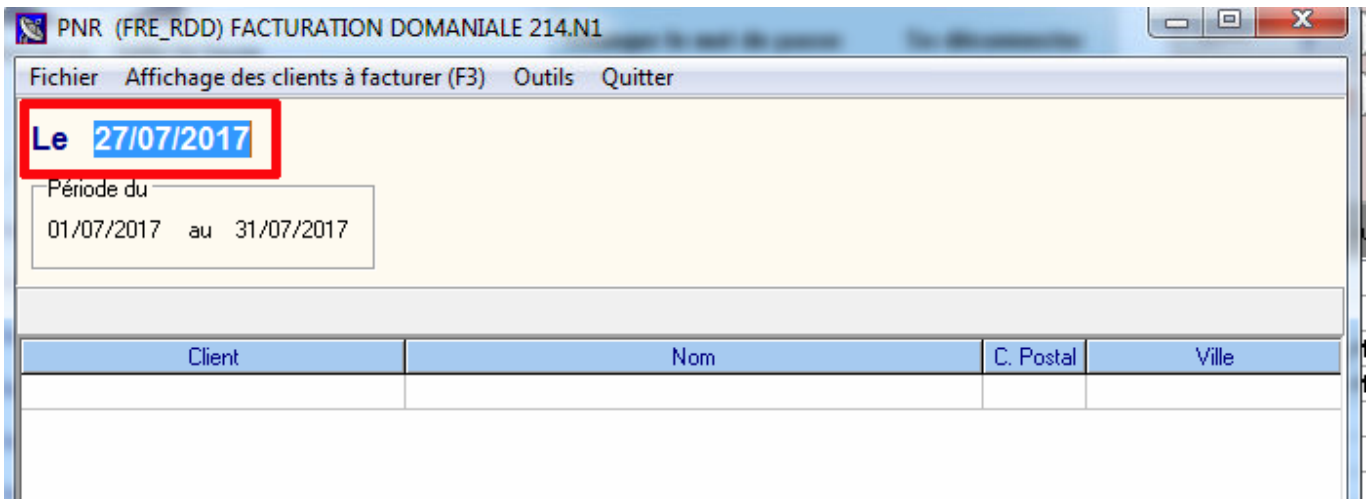 PNR (FRE_RDD) FACTURATION DOMANIALE 214.N1
Fichier Affichage des clients à facturer (F3) Outils Quitter
Le 27/07/2017
Période du
01/07/2017 au 31/07/2017
Client Nom C. Postal Ville